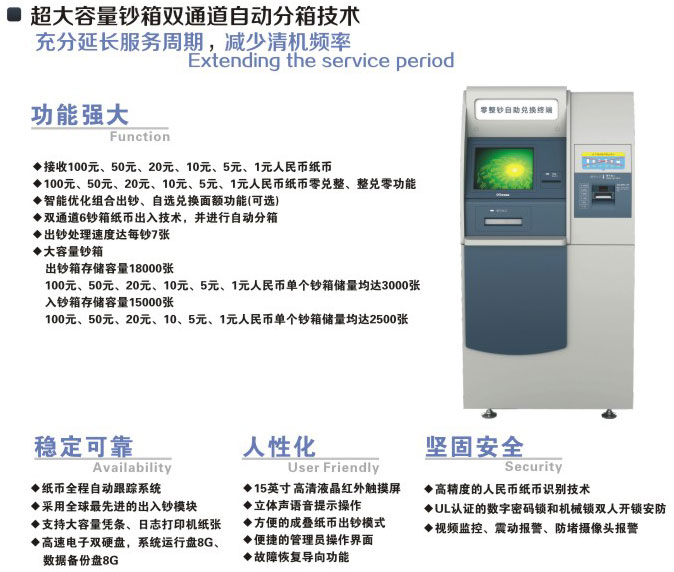 超大容量钞箱双通道自动分箱技术
充分延长服务周期，减少清机频率
Extending the service period
功能强大
Function
◆接收100元、50元、20元、10元、5元、1元人民币纸币
◆100元、50元、20元、10元、5元、1元人民币纸币零兑整、整兑零功能
◆智能优化组合出钞、自选兑换面额功能(可选)
◆双通道6钞箱纸币出入技术，并进行自动分箱
◆出钞处理速度达每钞7张
◆大容量钞箱
出钞箱存储容量18000张
100元、50元、20元、10元、5元、1元人民币单个钞箱储量均达3000张
入钞箱存储容量15000张
100元、50元、20元、10、5元、1元人民币单个钞箱储量均达2500张
零整钞自动兑换终端
稳定可靠
Availability
◆纸币全程自动跟踪系统
◆采用全球最先进的出入钞模块
◆支持大容量凭条、日志打印机纸张
◆高速电子双硬盘，系统运行盘8G、
数据备份盘8G
人性化
User Friendly
◆15英寸 高清液晶红外触摸屏
◆立体声语音提示操作
◆方便的成叠纸币出钞模式
◆便捷的管理员操作界面
◆故障恢复导向功能
坚固安全
Security
◆高精度的人民币纸币识别技术
◆UL认证的数字密码锁和机械锁双人开锁安防
◆视频监控、震动报警、防堵摄像头报警